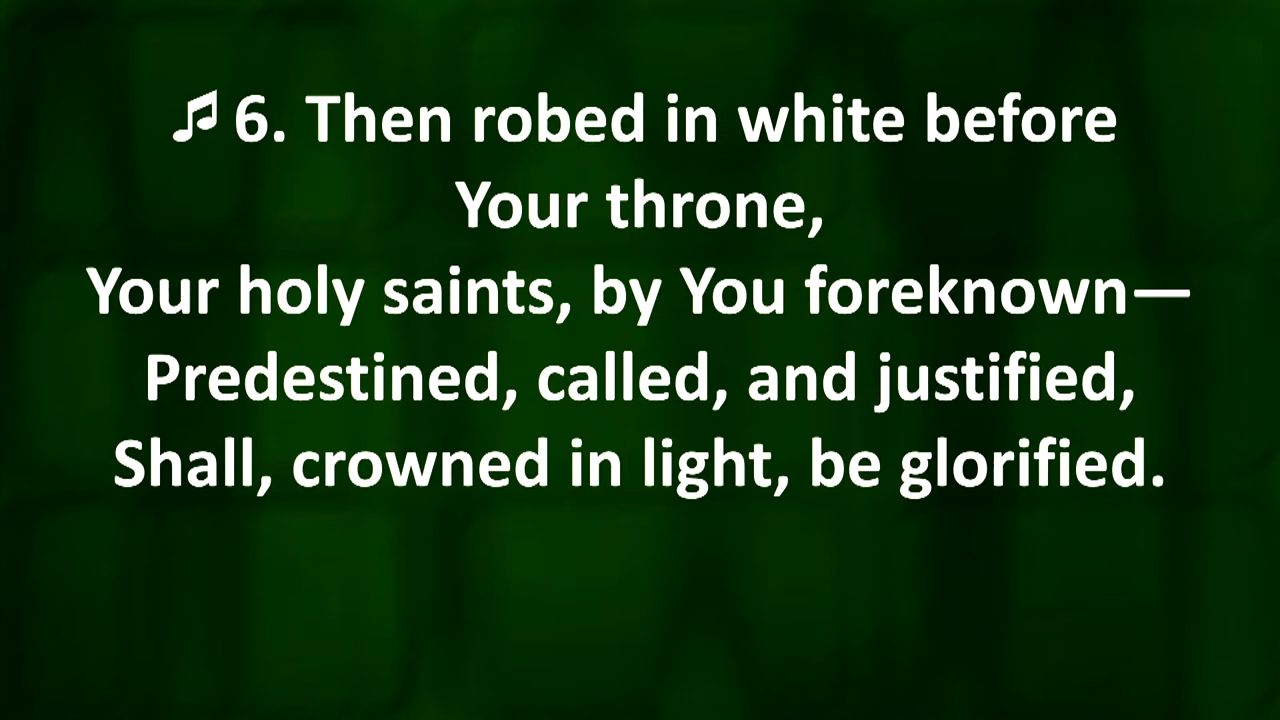 ♫ 6. Then robed in white before
Your throne,
Your holy saints, by You foreknown—
Predestined, called, and justified,
Shall, crowned in light, be glorified.